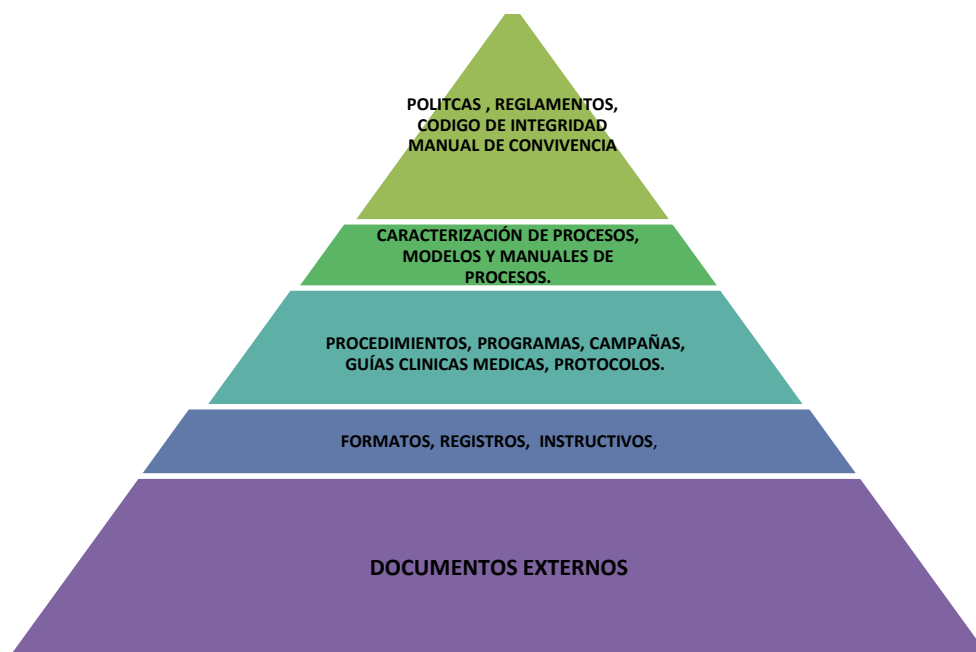 POLITCAS , REGLAMENTOS,
CODIGO DE INTEGRIDAD
MANUAL DE CONVIVENCIA
CARACTERIZACIÓN DE PROCESOS,
MODELOS Y MANUALES DE
PROCESOS.
PROCEDIMIENTOS, PROGRAMAS, CAMPAÑAS,
GUÍAS CLINICAS MEDICAS, PROTOCOLOS.
FORMATOS, REGISTROS, INSTRUCTIVOS,
DOCUMENTOS EXTERNOS